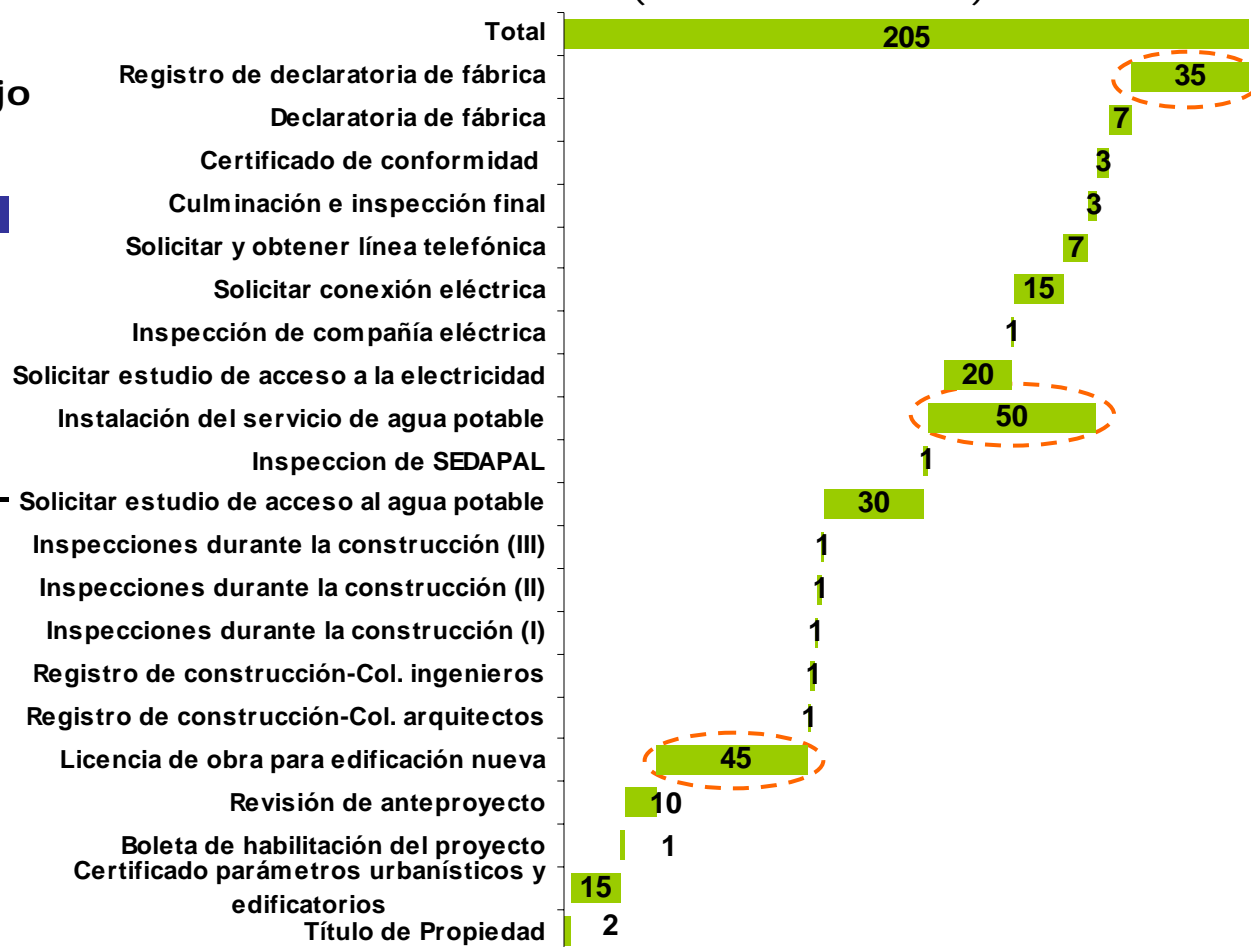 Total 205
Registro de declaratoria de fábrica 35
jo
Declaratoria de fábrica 7
Certificado de conformidad 3
Culminación e inspección final 3
Solicitar y obtener línea telefónica 7
Solicitar conexión eléctrica 15
Inspección de compañía eléctrica 1
Solicitar estudio de acceso a la electricidad 20
Instalación del servicio de agua potable 50
Inspeccion de SEDAPAL 1
Solicitar estudio de acceso al agua potable 30
Inspecciones durante la construcción (III) 1
Inspecciones durante la construcción (II) 1
Inspecciones durante la construcción (I) 1
Registro de construcción-Col. ingenieros 1
Registro de construcción-Col. arquitectos 1
Licencia de obra para edificación nueva 45
Revisión de anteproyecto 10
Boleta de habilitación del proyecto 1
Certificado parámetros urbanísticos y
edificatorios 15
Título de Propiedad 2